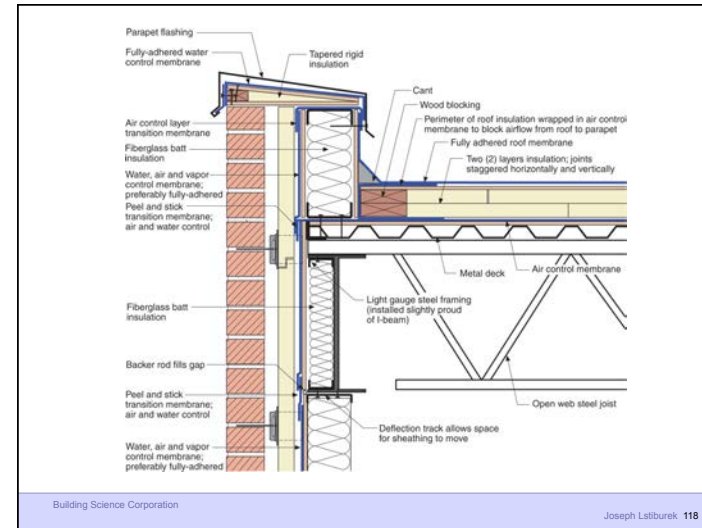 Parapet flashing
Fully-adhered water
control membrane
Tapered rigid
insulation
Cant
Wood blocking
Perimeter of roof insulation wrapped in air control
membrane to block airflow from roof to parapet
Fully adhered roof membrane
Two (2) layers insulation; joints
staggered horizontally and vertically
Air control layer
transition membrane
Fiberglass batt
insulation
Water, air and vapor
control membrane;
preferably fully-adhered
Peel and stick
transition membrane;
air and water control
Metal deck
Air control membrane
Light gauge steel framing
(installed slightly proud
of I-beam)
Fiberglass batt
insulation
Backer rod fills gap
Peel and stick
transition membrane;
air and water control
Open web steel joist
Deflection track allows space
for sheathing to move
Water, air and vapor
control membrane;
preferably fully-adhered
Building Science Corporation
Joseph Lstiburek 118